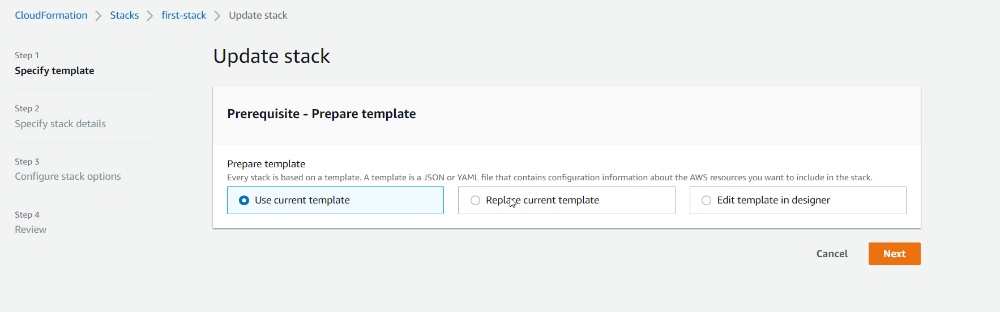 CloudFormation Stacks first-stack Update stack
Step 1
Specify template
Step 2
Specify stack details
Step 3
Configure stack options
Step 4
Review
Update stack
Prerequisite - Prepare template
Prepare template
Every stack is based on a template. A template is a JSON or YAML file that contains configuration information about the AWS resources you want to include in the stack.
Use current template
Replace current template
Edit template in designer
Cancel
Next